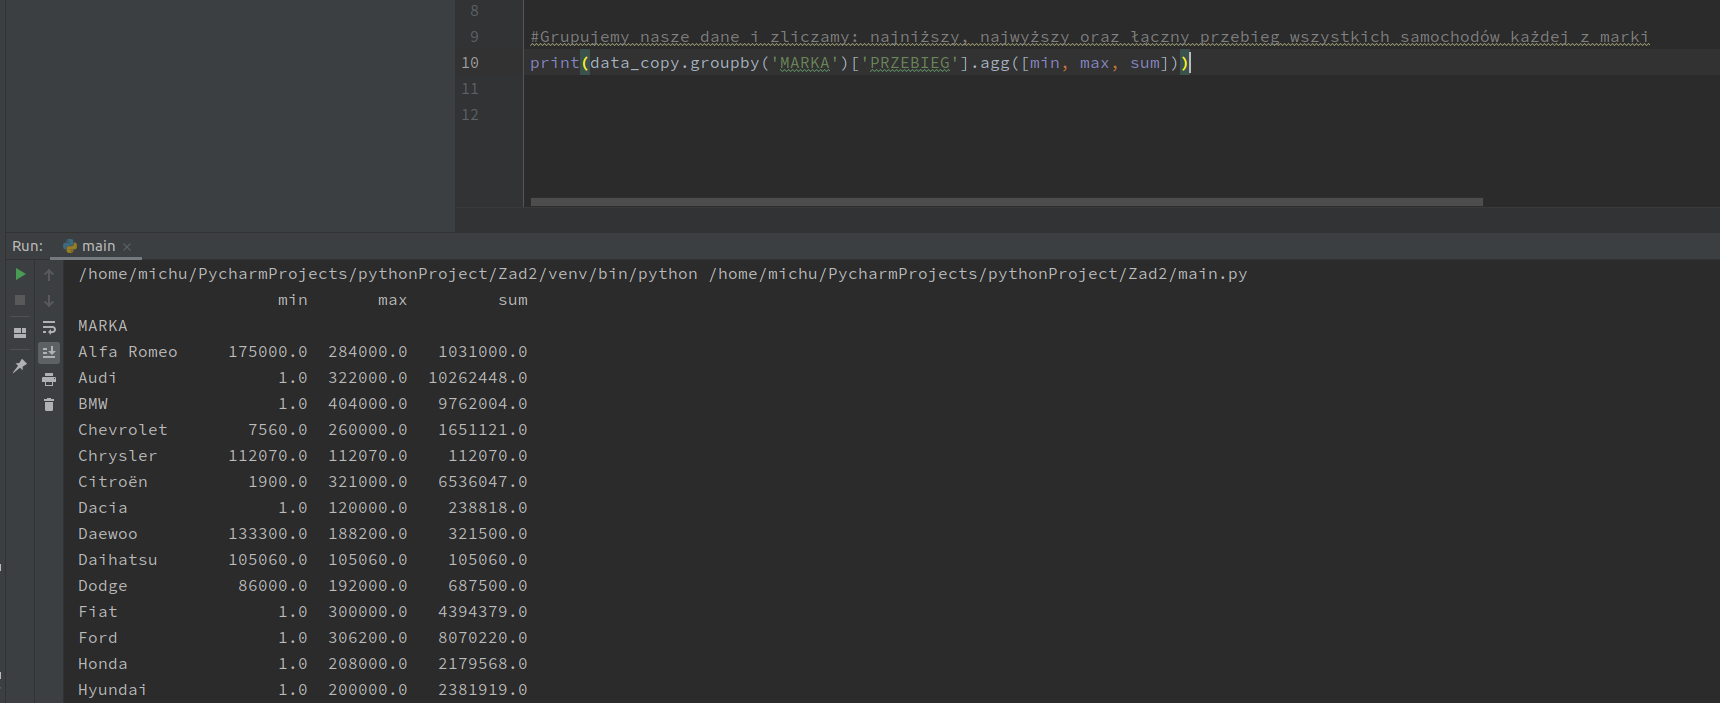 8
9 #Grupujemy nasze dane i zliczamy: najniższy, najwyższy oraz łączny przebieg wszystkich samochodów każdej z marki
10 print(data_copy.groupby('MARKA')['PRZEBIEG'].agg([min, max, sum]))
11
12
Run: main
/home/michu/PycharmProjects/pythonProject/Zad2/venv/bin/python /home/michu/PycharmProjects/pythonProject/Zad2/main.py
min max sum
MARKA
Alfa Romeo 175000.0 284000.0 1031000.0
Audi 1.0 322000.0 10262448.0
BMW 1.0 404000.0 9762004.0
Chevrolet 7560.0 260000.0 1651121.0
Chrysler 112070.0 112070.0 112070.0
Citroën 1900.0 321000.0 6536047.0
Dacia 1.0 120000.0 238818.0
Daewoo 133300.0 188200.0 321500.0
Daihatsu 105060.0 105060.0 105060.0
Dodge 86000.0 192000.0 687500.0
Fiat 1.0 300000.0 4394379.0
Ford 1.0 306200.0 8070220.0
Honda 1.0 208000.0 2179568.0
Hyundai 1.0 200000.0 2381919.0